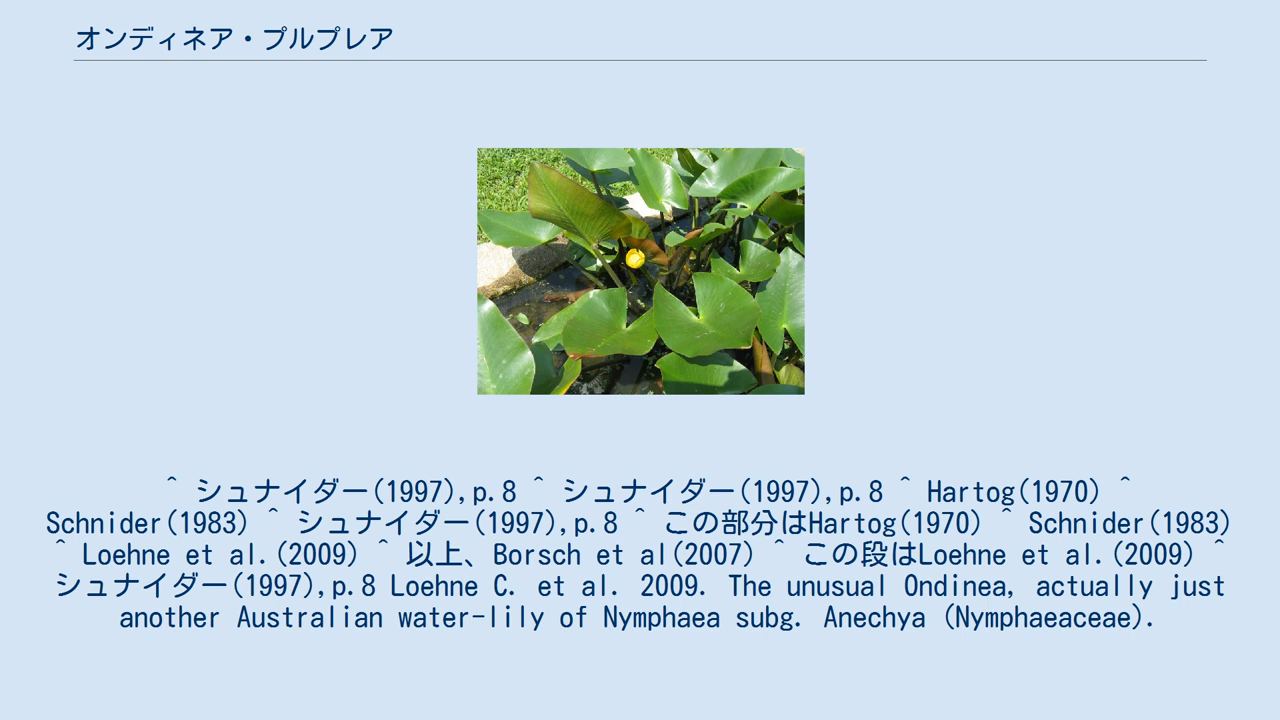 オンディネア・プルプレア
^ シュナイダー(1997),p.8 ^ シュナイダー(1997),p.8 ^ Hartog(1970) ^
Schnider(1983) ^ シュナイダー(1997),p.8 ^ この部分はHartog(1970) ^ Schnider(1983)
^ Loehne et al.(2009) ^ 以上、Borsch et al(2007) ^ この段はLoehne et al.(2009) ^
シュナイダー(1997),p.8 Loehne C. et al. 2009. The unusual Ondinea, actually just
another Australian water-lily of Nymphaea subg. Anechya (Nymphaeaceae).